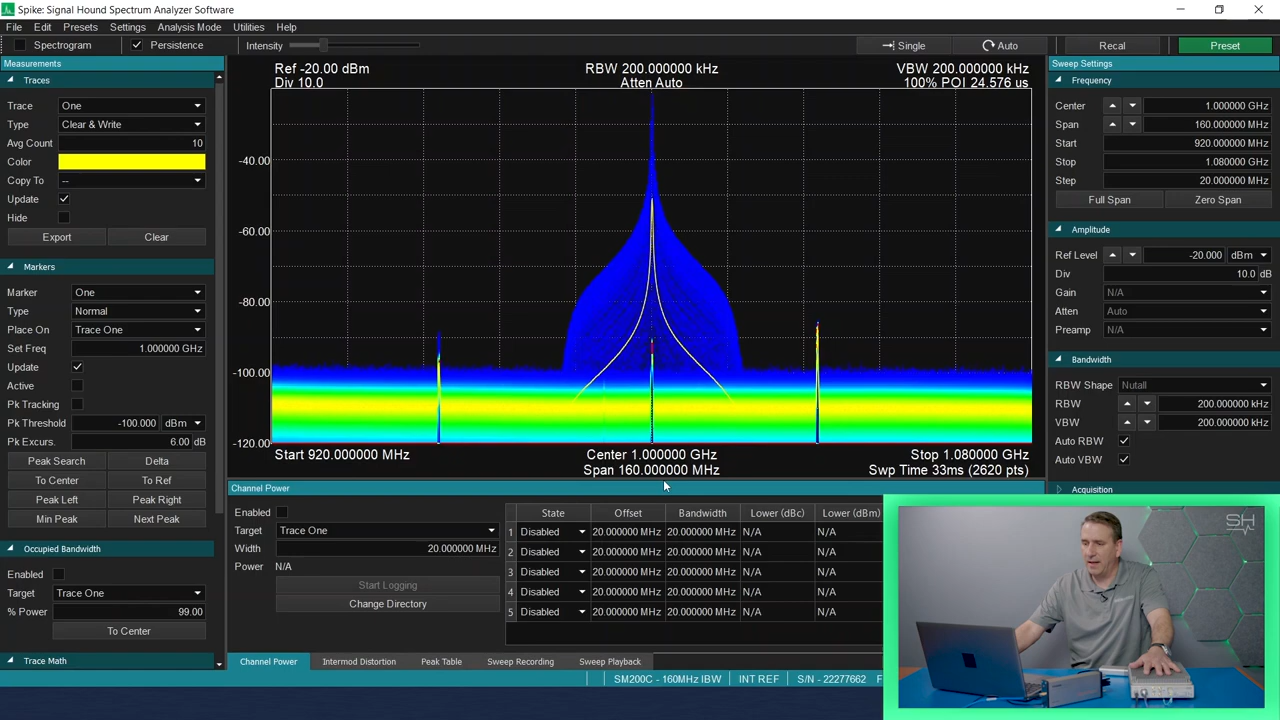 Spike: Signal Hound Spectrum Analyzer Software
File Edit Presets Settings Analysis Mode Utilities Help
Spectrogram Persistence Intensity Single Auto Recal Preset
Measurements
Traces
Trace One
Type Clear & Write
Avg Count 10
Color
Copy To --
Update
Hide
Export Clear
Markers
Marker One
Type Normal
Place On Trace One
Set Freq 1.000000 GHz
Update
Active
Pk Tracking
Pk Threshold -100.000 dBm
Pk Excurs. 6.00 dB
Peak Search Delta
To Center To Ref
Peak Left Peak Right
Min Peak Next Peak
Occupied Bandwidth
Enabled
Target Trace One
% Power 99.00
To Center
Trace Math
Ref -20.00 dBm RBW 200.000000 kHz VBW 200.000000 kHz
Div 10.0 Atten Auto 100% POI 24.576 us
-40.00
-60.00
-80.00
-100.00
-120.00
Start 920.000000 MHz Center 1.000000 GHz Stop 1.080000 GHz
Span 160.000000 MHz Swp Time 33ms (2620 pts)
Channel Power
Enabled
Target Trace One
Width 20.000000 MHz
Power N/A
Start Logging
Change Directory
State Offset Bandwidth Lower (dBc) Lower (dBm)
1 Disabled 20.000000 MHz 20.000000 MHz N/A N/A
2 Disabled 20.000000 MHz 20.000000 MHz N/A N/A
3 Disabled 20.000000 MHz 20.000000 MHz N/A N/A
4 Disabled 20.000000 MHz 20.000000 MHz N/A N/A
5 Disabled 20.000000 MHz 20.000000 MHz N/A N/A
Channel Power Intermod Distortion Peak Table Sweep Recording Sweep Playback
SM200C - 160MHz IBW INT REF S/N - 22277662 F
Sweep Settings
Frequency
Center 1.000000 GHz
Span 160.000000 MHz
Start 920.000000 MHz
Stop 1.080000 GHz
Step 20.000000 MHz
Full Span Zero Span
Amplitude
Ref Level -20.000 dBm
Div 10.0 dB
Gain N/A
Atten Auto
Preamp N/A
Bandwidth
RBW Shape Nutall
RBW 200.000000 kHz
VBW 200.000000 kHz
Auto RBW
Auto VBW
Acquisition
SH